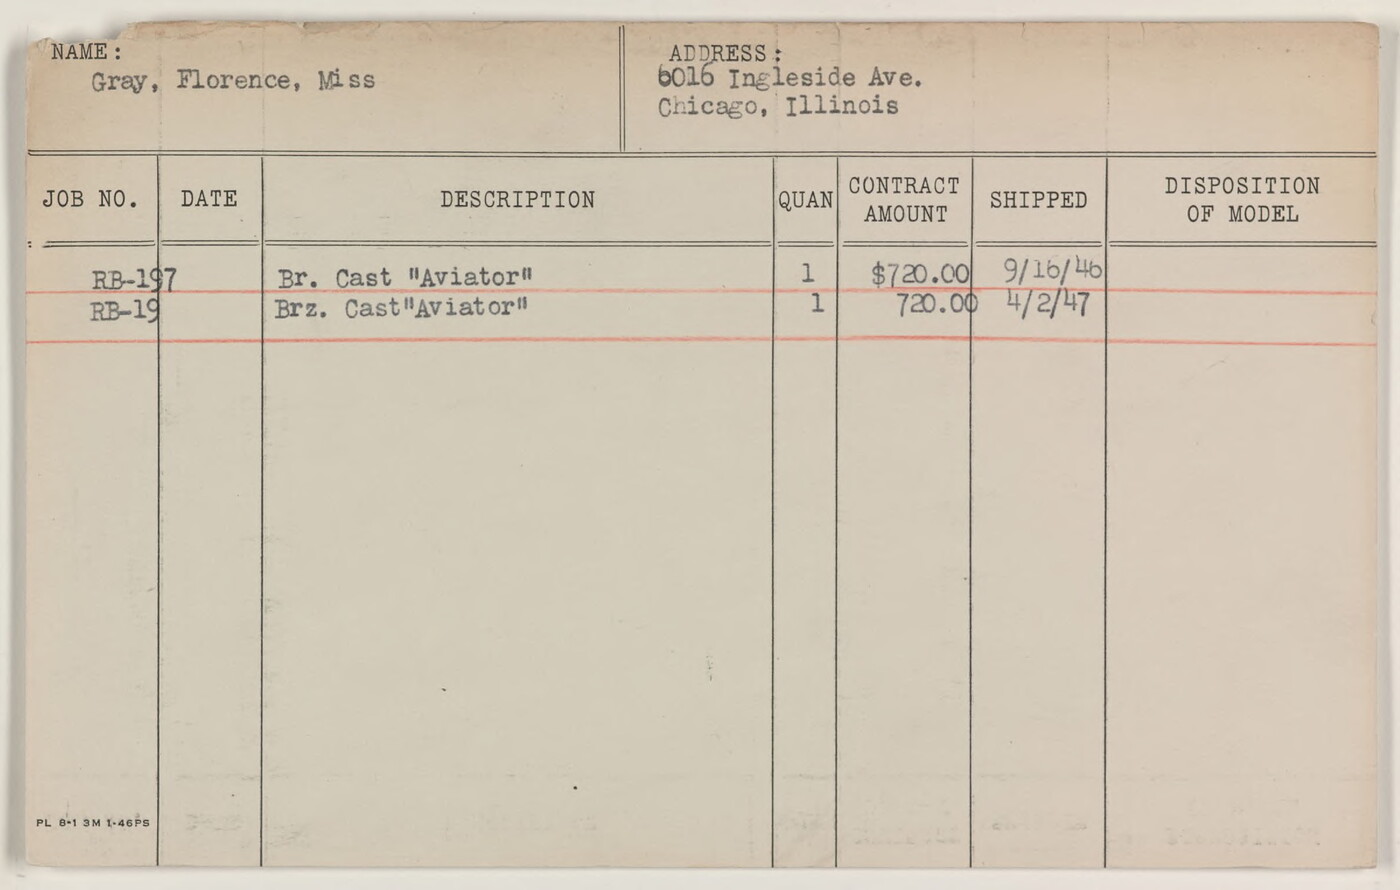 NAME: ADDRESS:
Gray, Florence, Miss 6016 Ingleside Ave.
Chicago, Illinois
JOB NO. DATE DESCRIPTION QUAN CONTRACT AMOUNT SHIPPED DISPOSITION OF MODEL
RB-197 Br. Cast "Aviator" 1 $720.00 9/16/46
RB-19 Brz. Cast"Aviator" 1 720.00 4/2/47
PL 8-1 3M 1-46PS